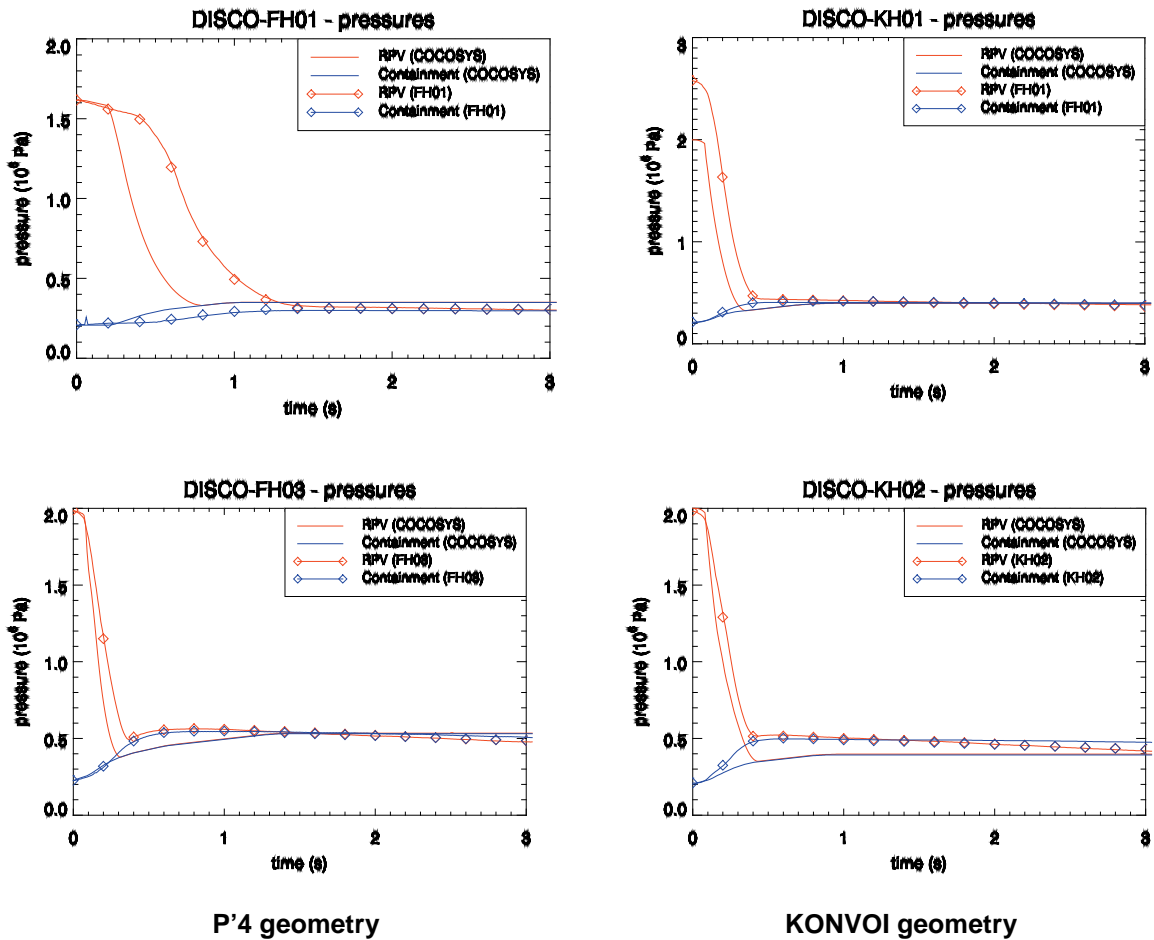 DISCO-FH01 - pressures
RPV (COCOSYS)
Containment (COCOSYS)
RPV (FH01)
Containment (FH01)
pressure (10⁶ Pa)
2.0
1.5
1.0
0.5
0.0
0 1 2 3
time (s)
DISCO-KH01 - pressures
RPV (COCOSYS)
Containment (COCOSYS)
RPV (FH01)
Containment (FH01)
pressure (10⁶ Pa)
3
2
1
0
0 1 2 3
time (s)
DISCO-FH03 - pressures
RPV (COCOSYS)
Containment (COCOSYS)
RPV (FH03)
Containment (FH03)
pressure (10⁶ Pa)
2.0
1.5
1.0
0.5
0.0
0 1 2 3
time (s)
DISCO-KH02 - pressures
RPV (COCOSYS)
Containment (COCOSYS)
RPV (KH02)
Containment (KH02)
pressure (10⁶ Pa)
2.0
1.5
1.0
0.5
0.0
0 1 2 3
time (s)
P'4 geometry
KONVOI geometry